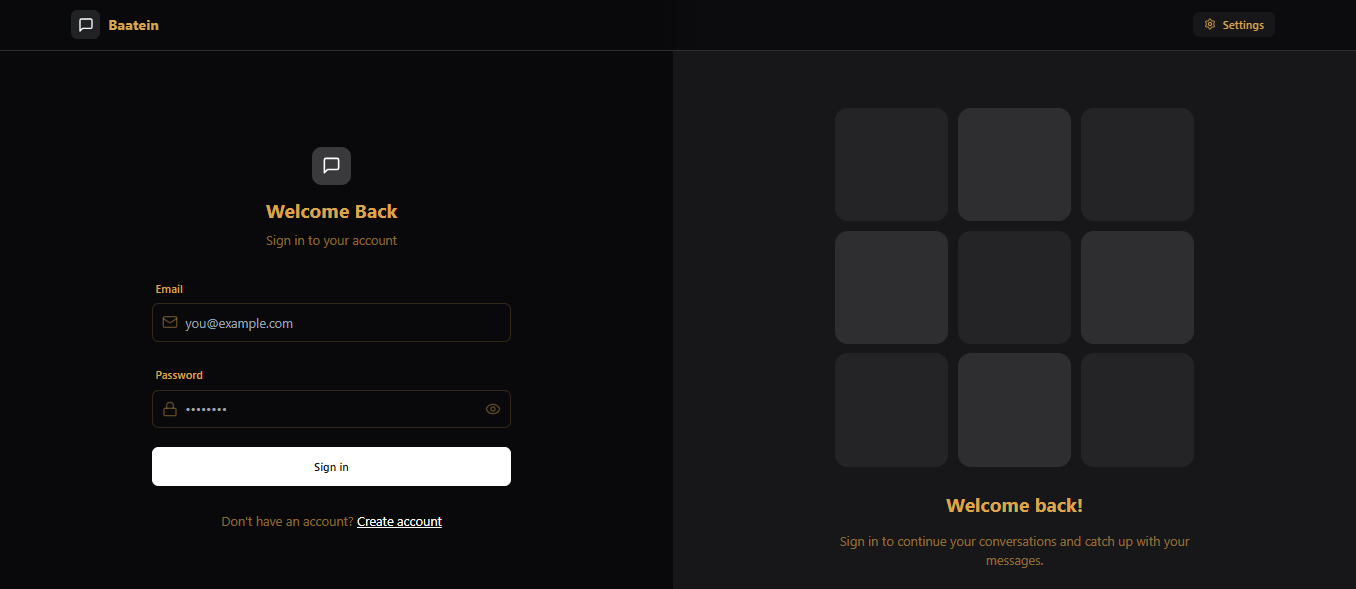 Baatein
Settings
Welcome Back
Sign in to your account
Email
you@example.com
Password
••••••••
Sign in
Don't have an account? Create account
Welcome back!
Sign in to continue your conversations and catch up with your
messages.